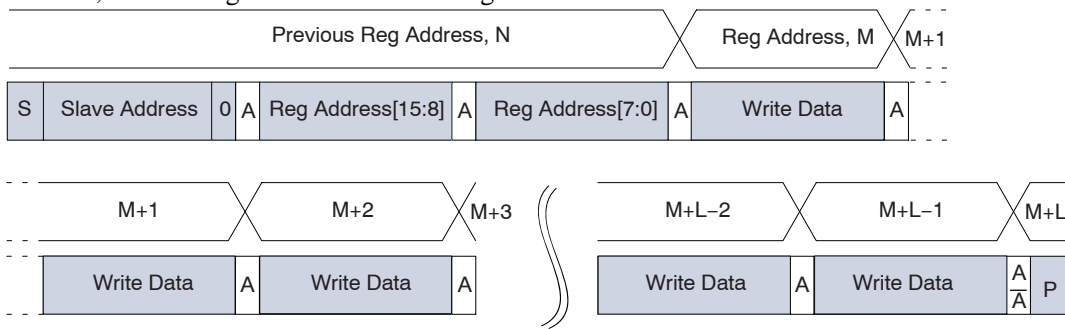 Previous Reg Address, N Reg Address, M M+1
S Slave Address 0 A Reg Address[15:8] A Reg Address[7:0] A Write Data A
M+1 M+2 M+3 M+L−2 M+L−1 M+L
Write Data A Write Data A Write Data A Write Data A A̅ P